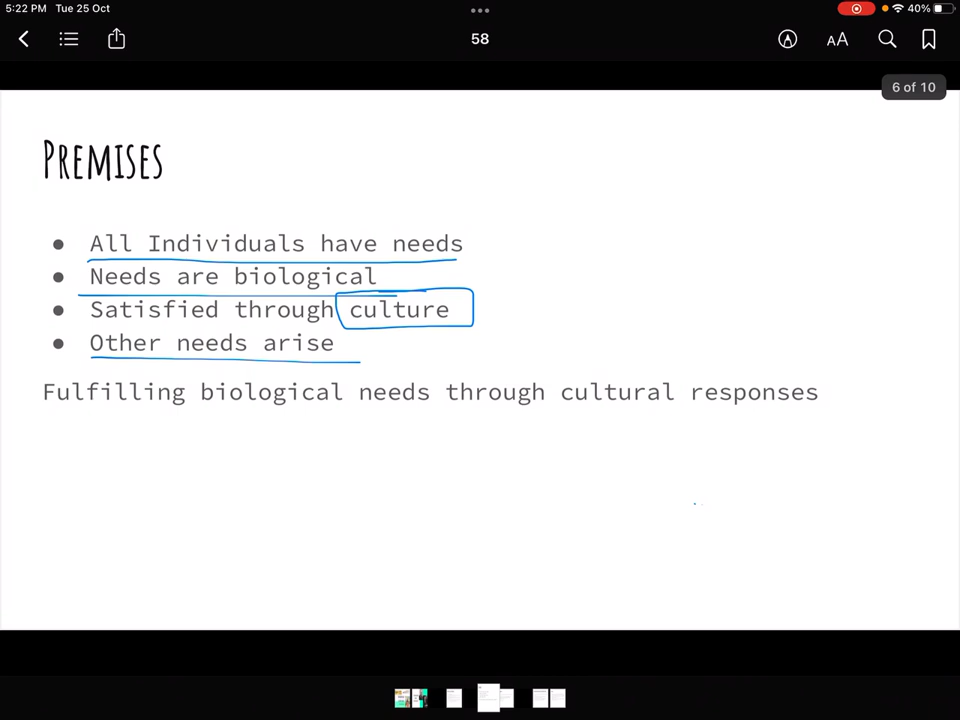 5:22 PM Tue 25 Oct
40%
58
AA
6 of 10
PREMISES
● All Individuals have needs
● Needs are biological
● Satisfied through culture
● Other needs arise
Fulfilling biological needs through cultural responses